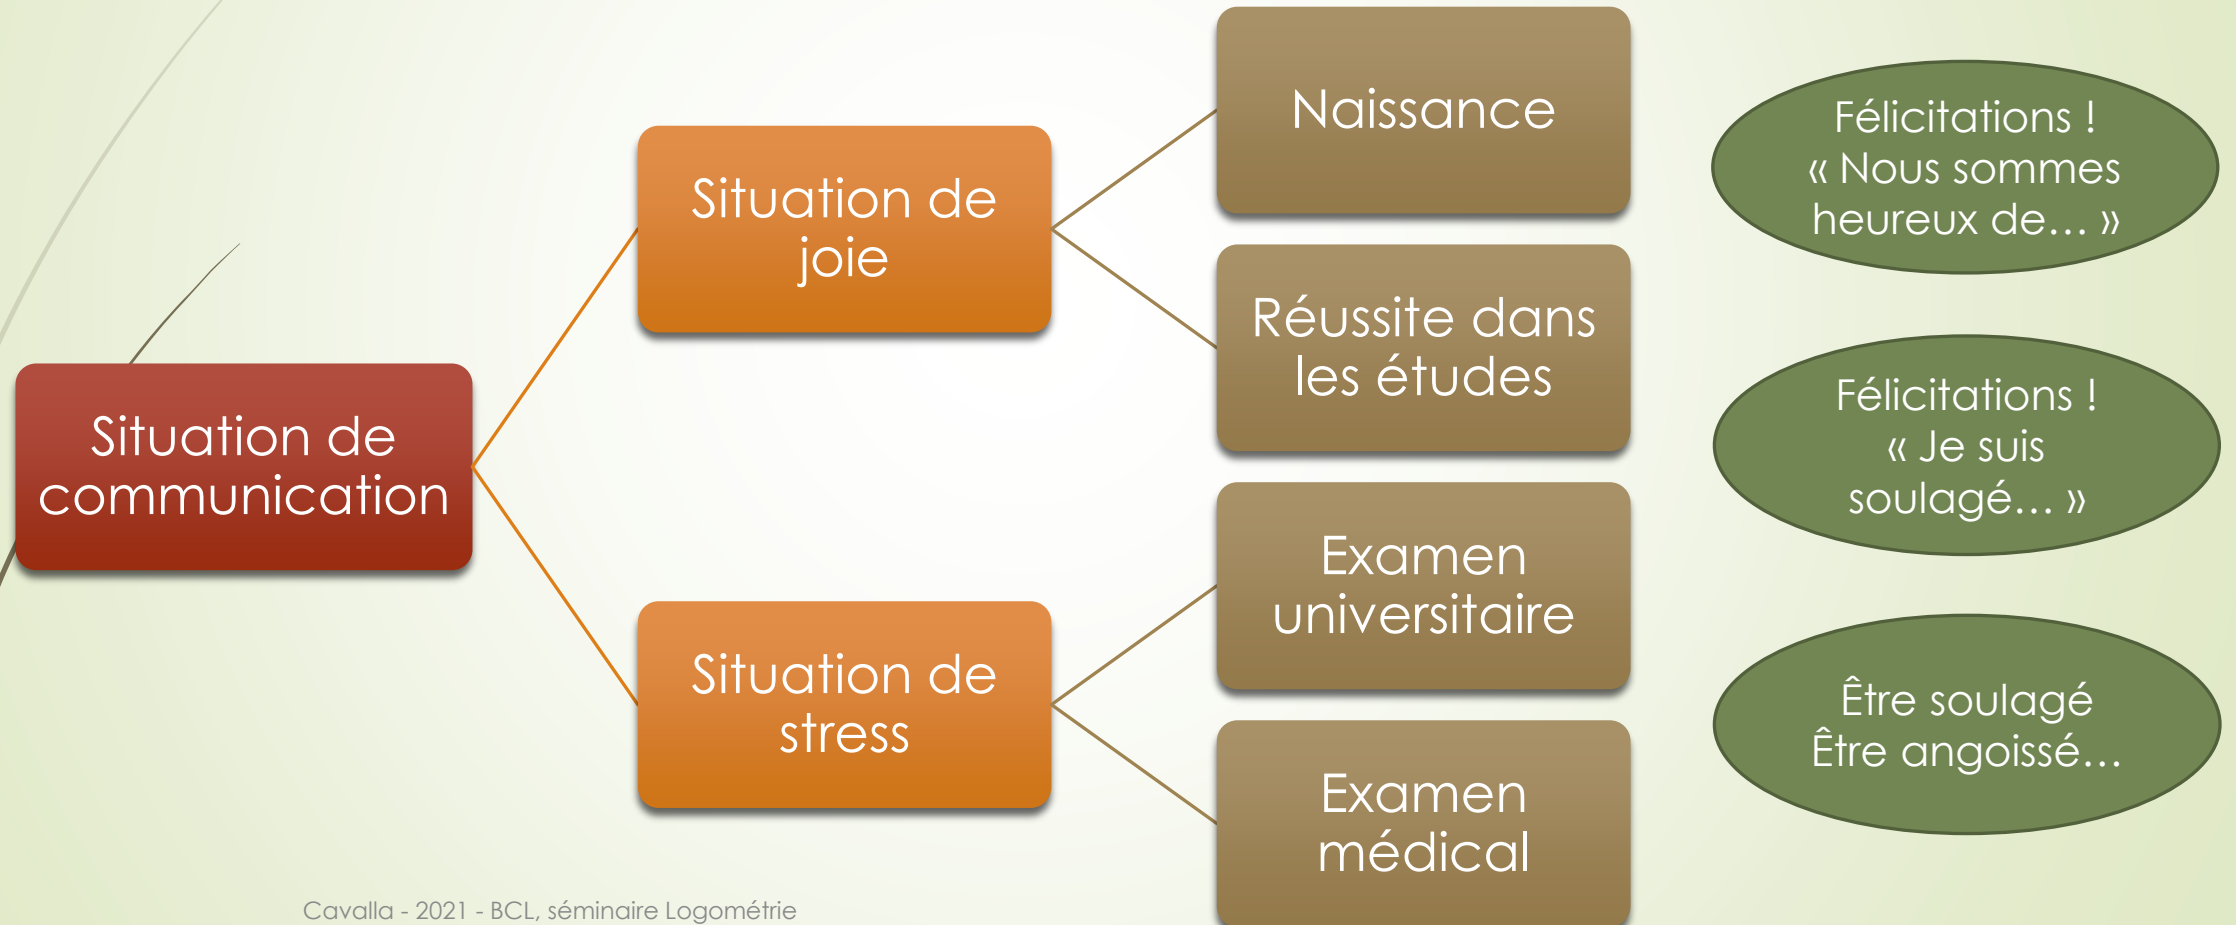 Situation de
communication
Situation de
joie
Situation de
stress
Naissance
Réussite dans
les études
Examen
universitaire
Examen
médical
Félicitations !
« Nous sommes
heureux de… »
Félicitations !
« Je suis
soulagé… »
Être soulagé
Être angoissé…
Cavalla - 2021 - BCL, séminaire Logométrie